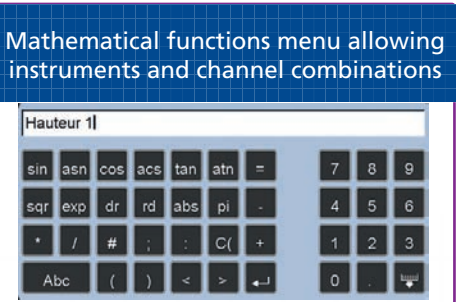 Mathematical functions menu allowing
instruments and channel combinations
Hauteur 1
sin asn cos acs tan atn = 7 8 9
sqr exp dr rd abs pi - 4 5 6
* / # ; : C( + 1 2 3
Abc ( ) < > 0 .